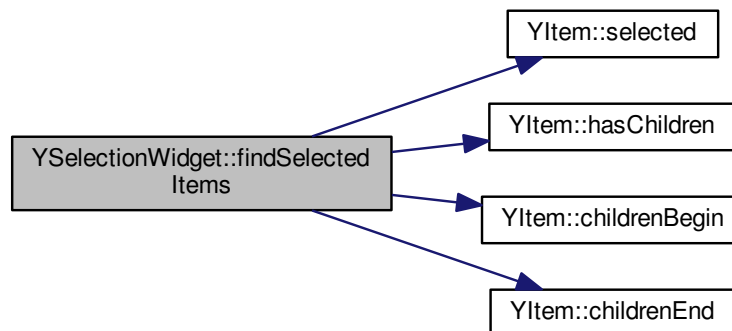 YItem::selected
YItem::hasChildren
YSelectionWidget::findSelected
Items
YItem::childrenBegin
YItem::childrenEnd